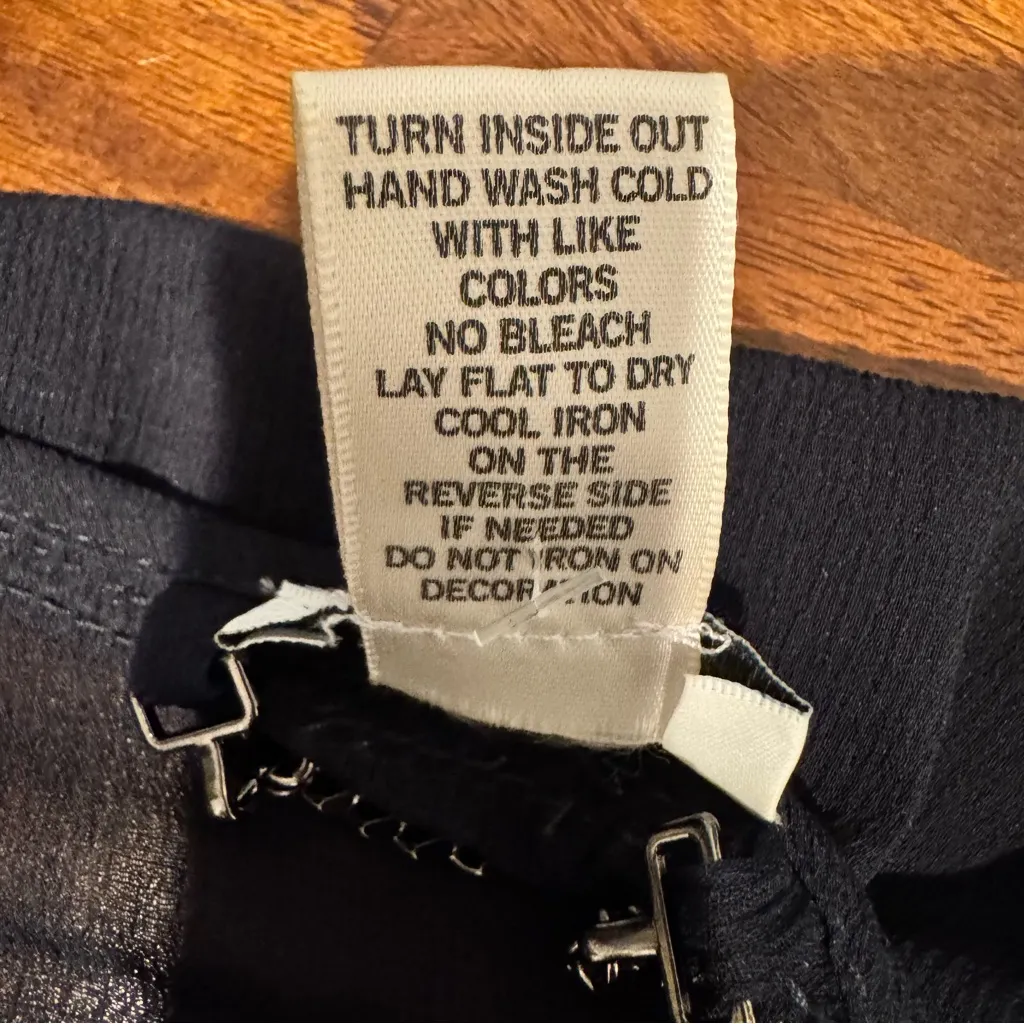 TURN INSIDE OUT
HAND WASH COLD
WITH LIKE
COLORS
NO BLEACH
LAY FLAT TO DRY
COOL IRON
ON THE
REVERSE SIDE
IF NEEDED
DO NOT IRON ON
DECORATION